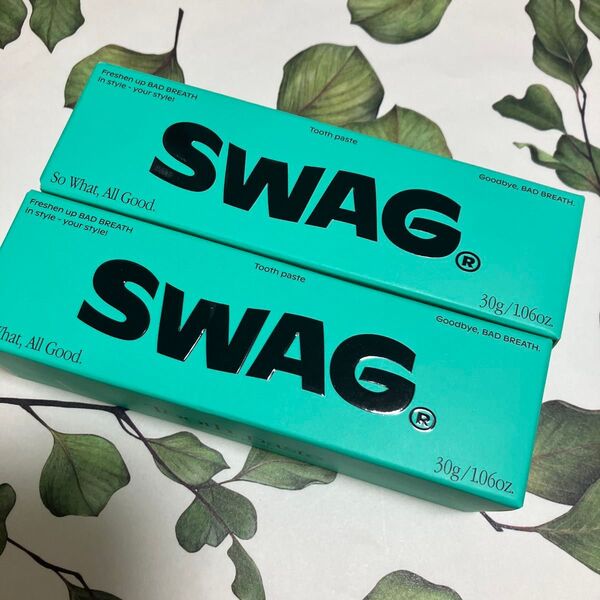 Freshen up BAD BREATH
in style - your style!
Tooth paste
Goodbye, BAD BREATH.
SWAG®
So What, All Good.
30g/1.06oz.
Freshen up BAD BREATH
in style - your style!
Tooth paste
Goodbye, BAD BREATH.
SWAG®
What, All Good.
30g/1.06oz.
Tooth Paste